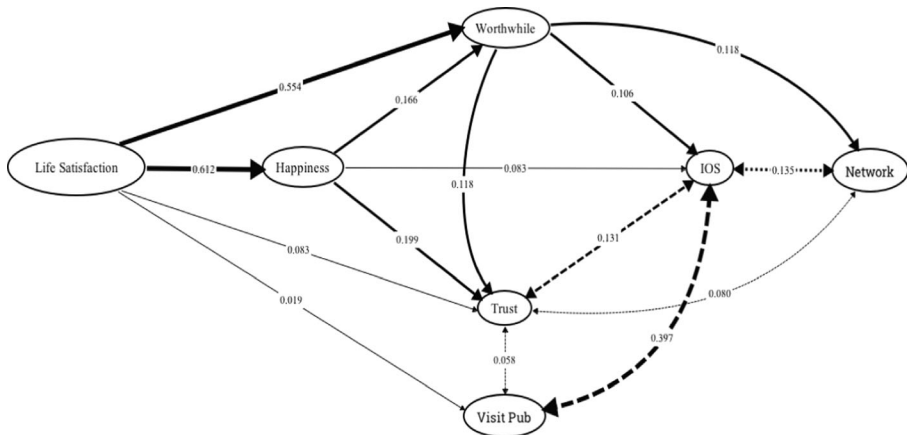 Worthwhile
0.118
0.554
0.166
0.106
Life Satisfaction
0.612
Happiness
0.083
IOS
0.135
Network
0.118
0.199
0.131
0.083
0.019
Trust
0.080
0.058
0.397
Visit Pub